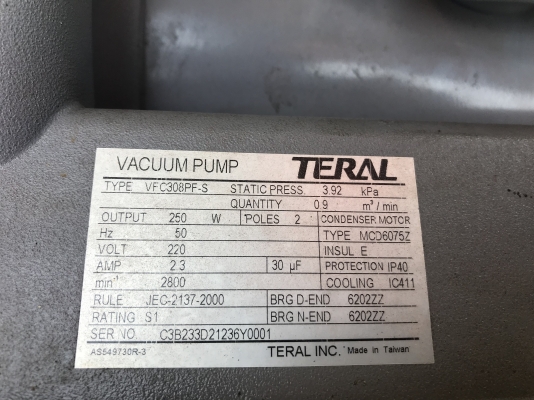 VACUUM PUMP TERAL
TYPE VFC308PF-S STATIC PRESS. 3.92 kPa
QUANTITY 0.9 m³/min
OUTPUT 250 W POLES 2 CONDENSER MOTOR
Hz 50 TYPE MCD6075Z
VOLT 220 INSUL E
AMP 2.3 30 µF PROTECTION IP40
min⁻¹ 2800 COOLING IC411
RULE JEC-2137-2000 BRG D-END 6202ZZ
RATING S1 BRG N-END 6202ZZ
SER NO. C3B233D21236Y0001
AS549730R-3 TERAL INC. Made in Taiwan